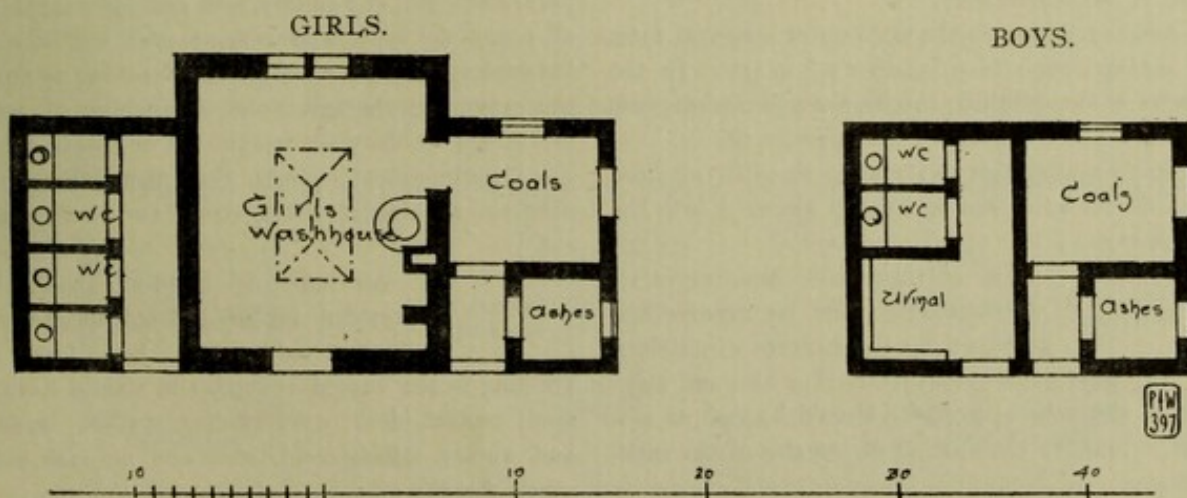 GIRLS.
BOYS.
Coals
Girls
Washhouse
WC
WC
Ashes
WC
WC
Coals
Urinal
Ashes
P&W
397
10
10
20
30
40